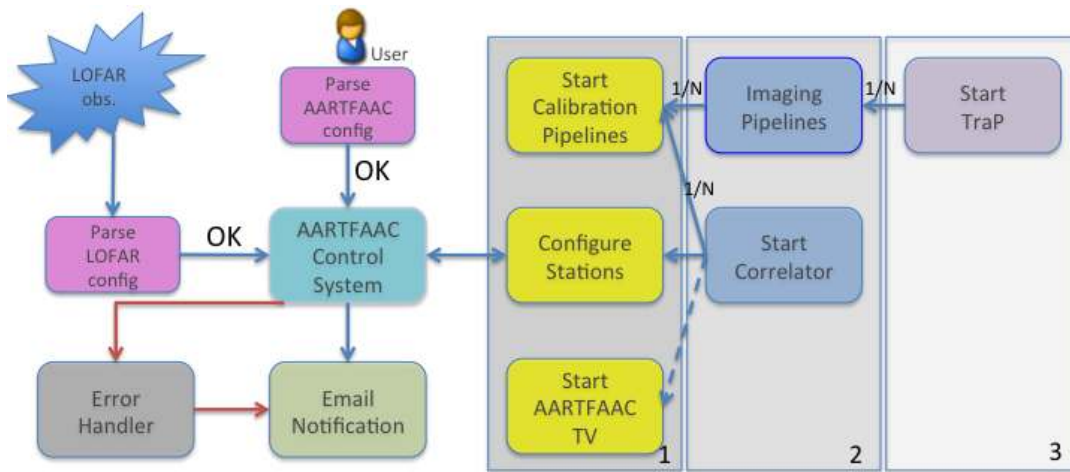 LOFAR
obs.
User
Parse
AARTFAAC
config
OK
Parse
LOFAR
config
OK
AARTFAAC
Control
System
Error
Handler
Email
Notification
Start
Calibration
Pipelines
1/N
Imaging
Pipelines
1/N
Start
TraP
1/N
Configure
Stations
Start
Correlator
Start
AARTFAAC
TV
1
2
3